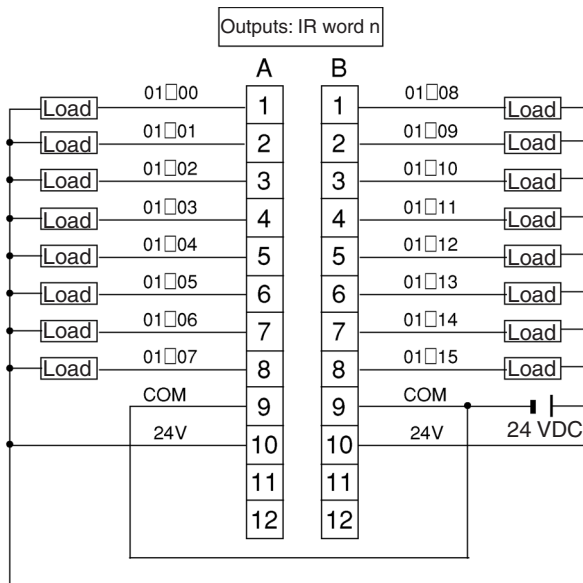 Outputs: IR word n
A B
01□00 1 1 01□08
Load Load
01□01 2 2 01□09
Load Load
01□02 3 3 01□10
Load Load
01□03 4 4 01□11
Load Load
01□04 5 5 01□12
Load Load
01□05 6 6 01□13
Load Load
01□06 7 7 01□14
Load Load
01□07 8 8 01□15
Load Load
COM 9 9 COM
24V 10 10 24V 24 VDC
11 11
12 12